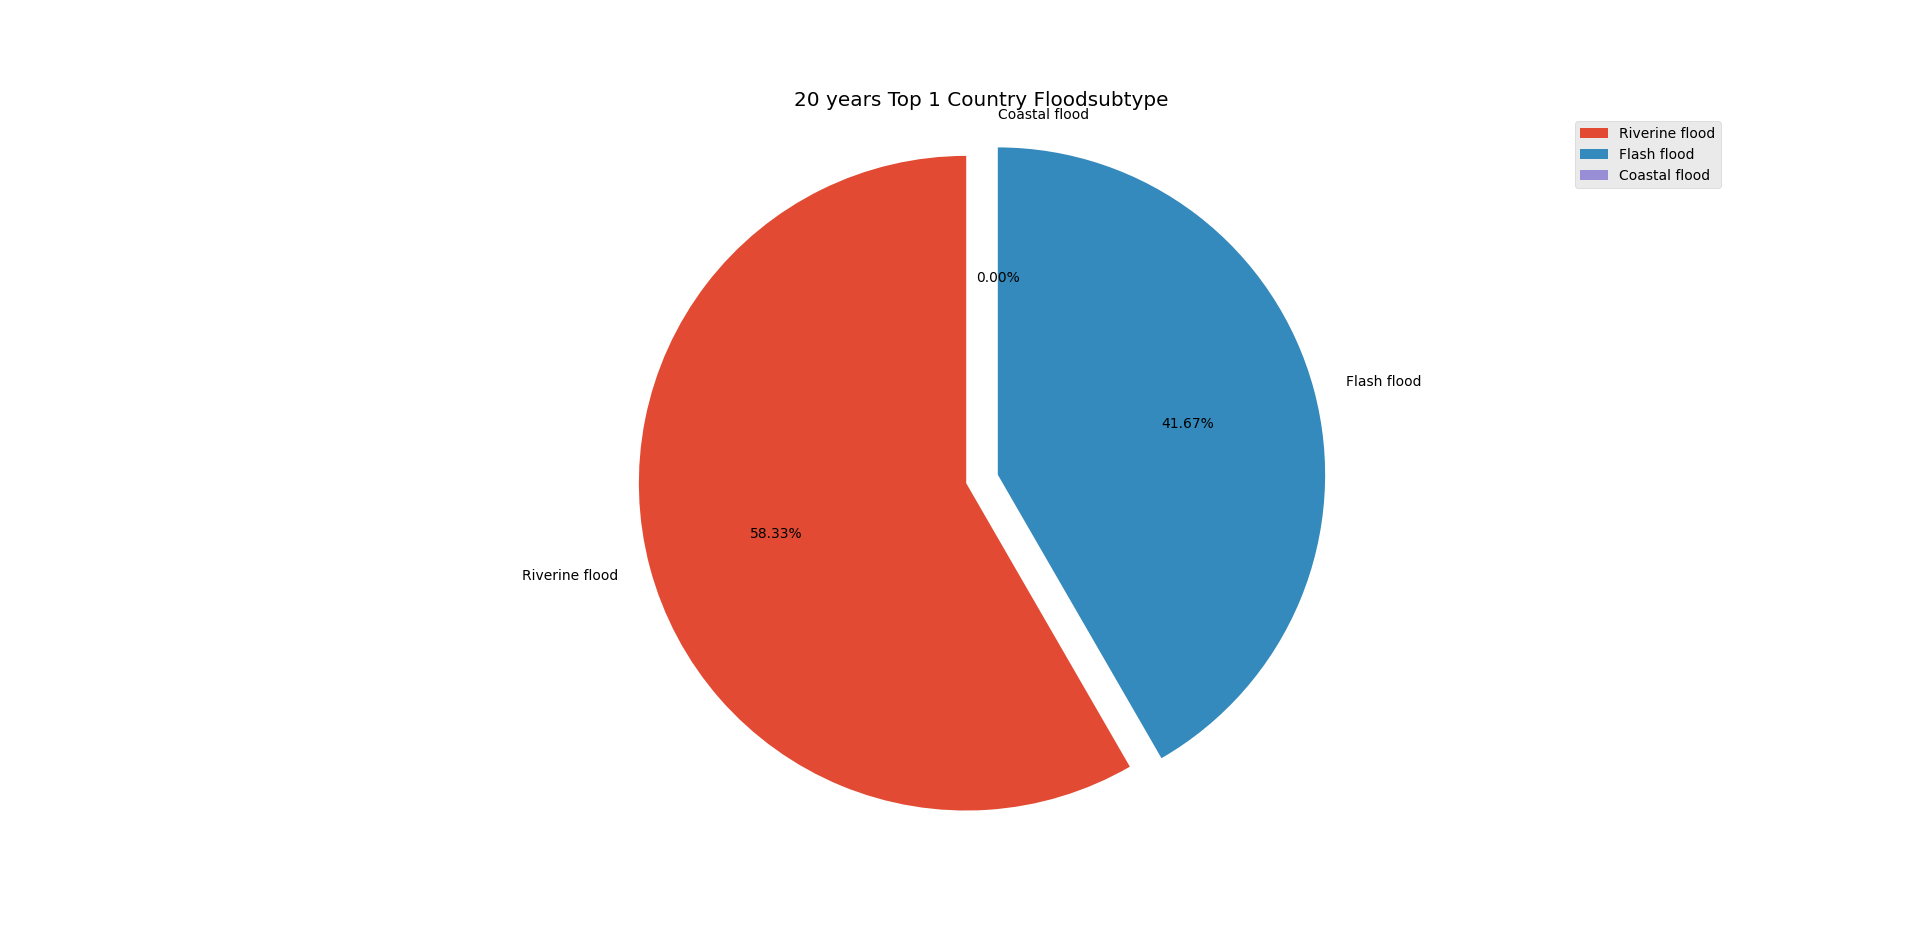 20 years Top 1 Country Floodsubtype
Coastal flood
Riverine flood
Flash flood
Coastal flood
0.00%
Flash flood
41.67%
58.33%
Riverine flood